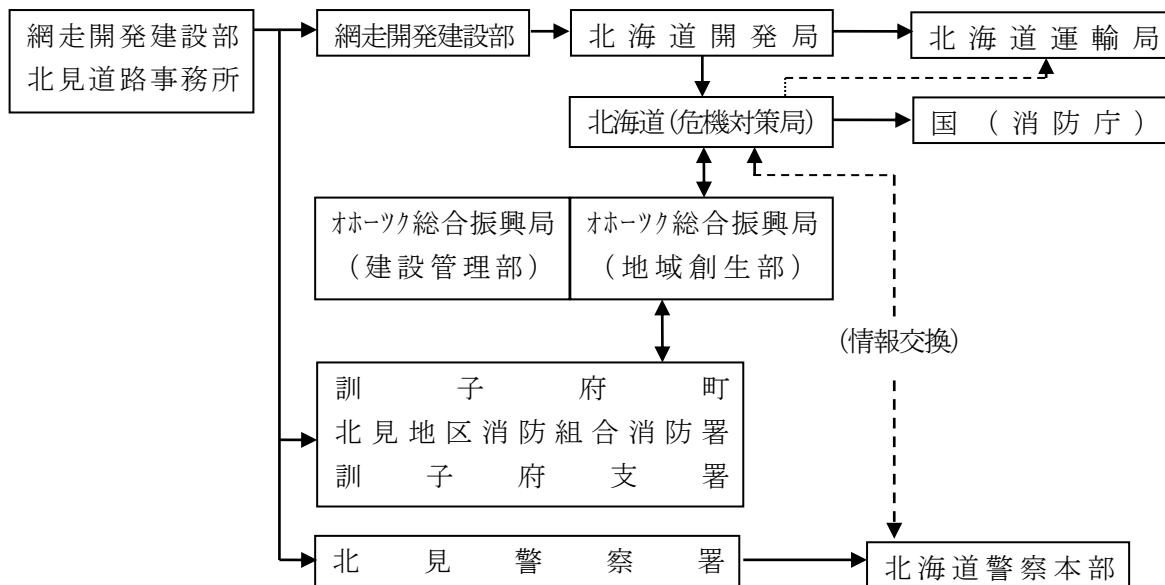 網走開発建設部
北見道路事務所
網走開発建設部
北海道開発局
北海道運輸局
北海道(危機対策局)
国(消防庁)
ｵﾎｰﾂｸ総合振興局
(建設管理部)
ｵﾎｰﾂｸ総合振興局
(地域創生部)
(情報交換)
訓子府町
北見地区消防組合消防署
訓子府支署
北見警察署
北海道警察本部